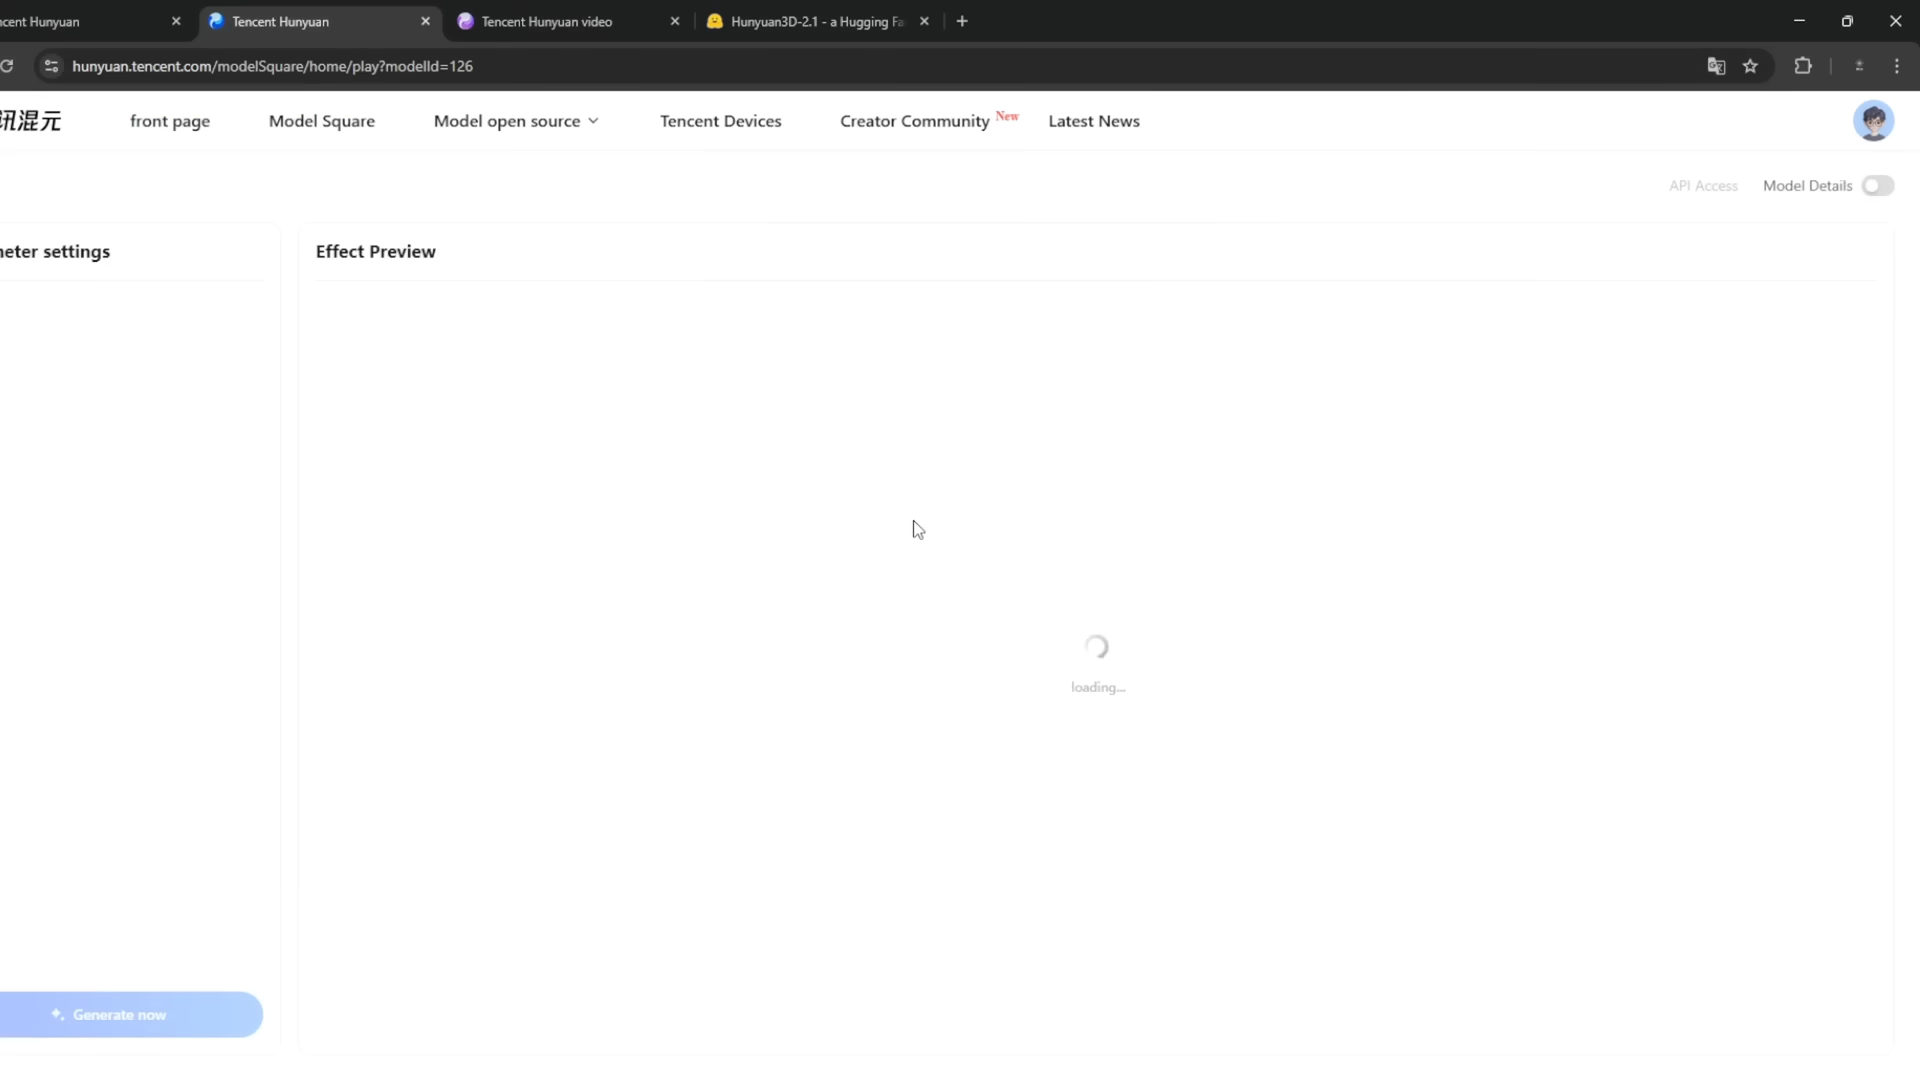 cent Hunyuan
Tencent Hunyuan
Tencent Hunyuan video
Hunyuan3D-2.1 - a Hugging Fa
hunyuan.tencent.com/modelSquare/home/play?modelId=126
讯混元
front page
Model Square
Model open source
Tencent Devices
Creator Community New
Latest News
API Access
Model Details
neter settings
Effect Preview
loading...
Generate now